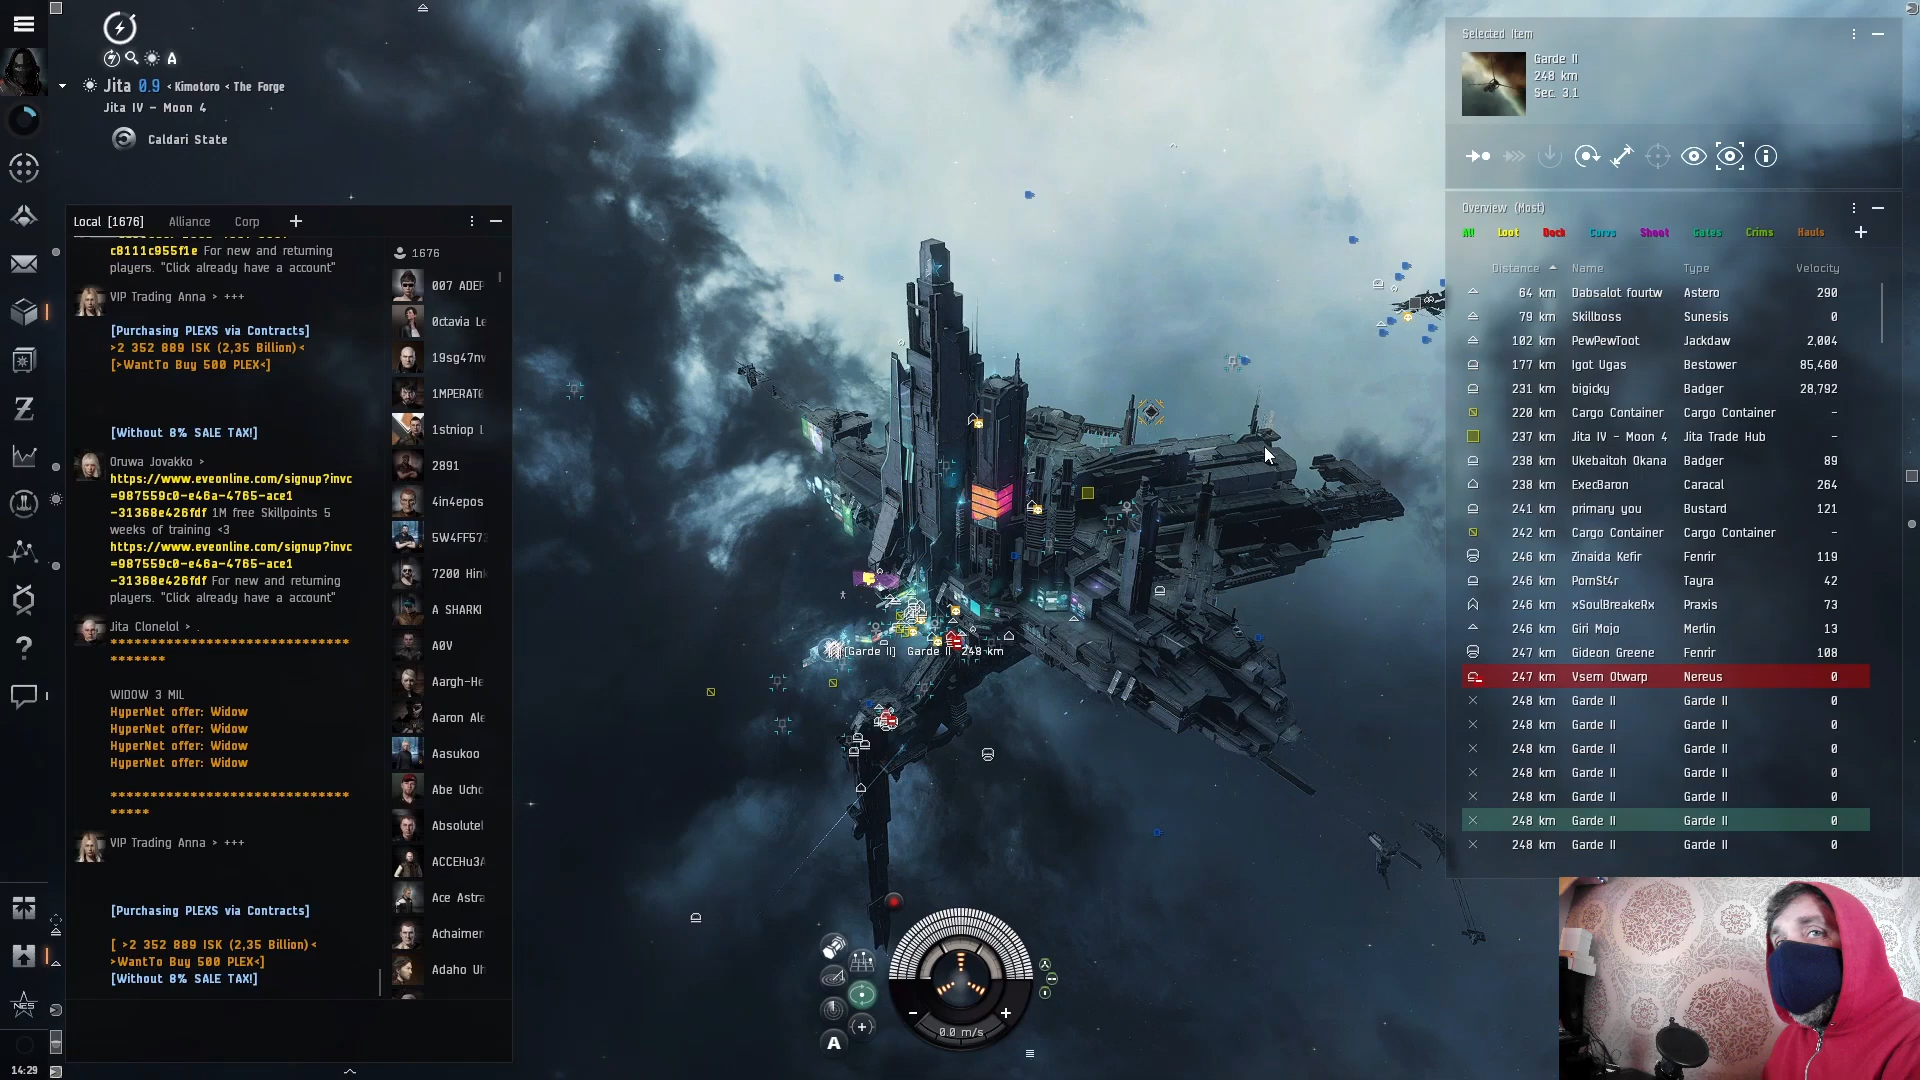 Jita 0.9 < Kimotoro < The Forge
Jita IV - Moon 4
Caldari State
Local [1676] Alliance Corp
c8111c955f1e For new and returning
players. "Click already have a account"
VIP Trading Anna > +++
[Purchasing PLEXS via Contracts]
>2 352 889 ISK (2,35 Billion)<
[>WantTo Buy 500 PLEX<]
[Without 8% SALE TAX!]
Oruwa Jovakko >
https://www.eveonline.com/signup?invc
=987559c0-e46a-4765-ace1
-31368e426fdf 1M free Skillpoints 5
weeks of training <3
https://www.eveonline.com/signup?invc
=987559c0-e46a-4765-ace1
-31368e426fdf For new and returning
players. "Click already have a account"
Jita Clonelol >
******************************
*******
WIDOW 3 MIL
HyperNet offer: Widow
HyperNet offer: Widow
HyperNet offer: Widow
HyperNet offer: Widow
******************************
*****
VIP Trading Anna > +++
[Purchasing PLEXS via Contracts]
[ >2 352 889 ISK (2,35 Billion)<
>WantTo Buy 500 PLEX<]
[Without 8% SALE TAX!]
1676
007 ADEP
0ctavia Le
19sg47nv
1MPERAT0
1stniop L
2891
4in4epos
5W4FF57
7200 Hink
A SHARKI
A0V
Aargh-He
Aaron Ale
Aasukoo
Abe Ucho
Absolutel
ACCEHu3A
Ace Astra
Achaimen
Adaho Uh
NES
14:29
[Garde II] Garde II 248 km
A
0.0 m/s
Selected Item
Garde II
248 km
Sec. 3.1
Overview (Most)
All Loot Dock Corvs Shoot Gates Crims Hauls
Distance Name Type Velocity
64 km Dabsalot fourtw Astero 290
79 km Skillboss Sunesis 0
102 km PewPewToot Jackdaw 2,004
177 km Igot Ugas Bestower 85,460
231 km bigicky Badger 28,792
220 km Cargo Container Cargo Container -
237 km Jita IV - Moon 4 Jita Trade Hub -
238 km Ukebaitoh Okana Badger 89
238 km ExecBaron Caracal 264
241 km primary you Bustard 121
242 km Cargo Container Cargo Container -
246 km Zinaida Kefir Fenrir 119
246 km PornSt4r Tayra 42
246 km xSoulBreakeRx Praxis 73
246 km Giri Mojo Merlin 13
247 km Gideon Greene Fenrir 108
247 km Vsem Otwarp Nereus 0
248 km Garde II Garde II 0
248 km Garde II Garde II 0
248 km Garde II Garde II 0
248 km Garde II Garde II 0
248 km Garde II Garde II 0
248 km Garde II Garde II 0
248 km Garde II Garde II 0